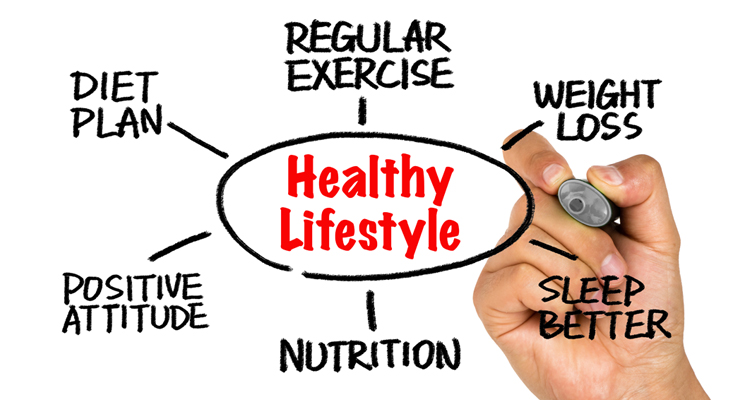 REGULAR
EXERCISE
DIET
PLAN
WEIGHT
LOSS
Healthy
Lifestyle
POSITIVE
ATTITUDE
SLEEP
BETTER
NUTRITION